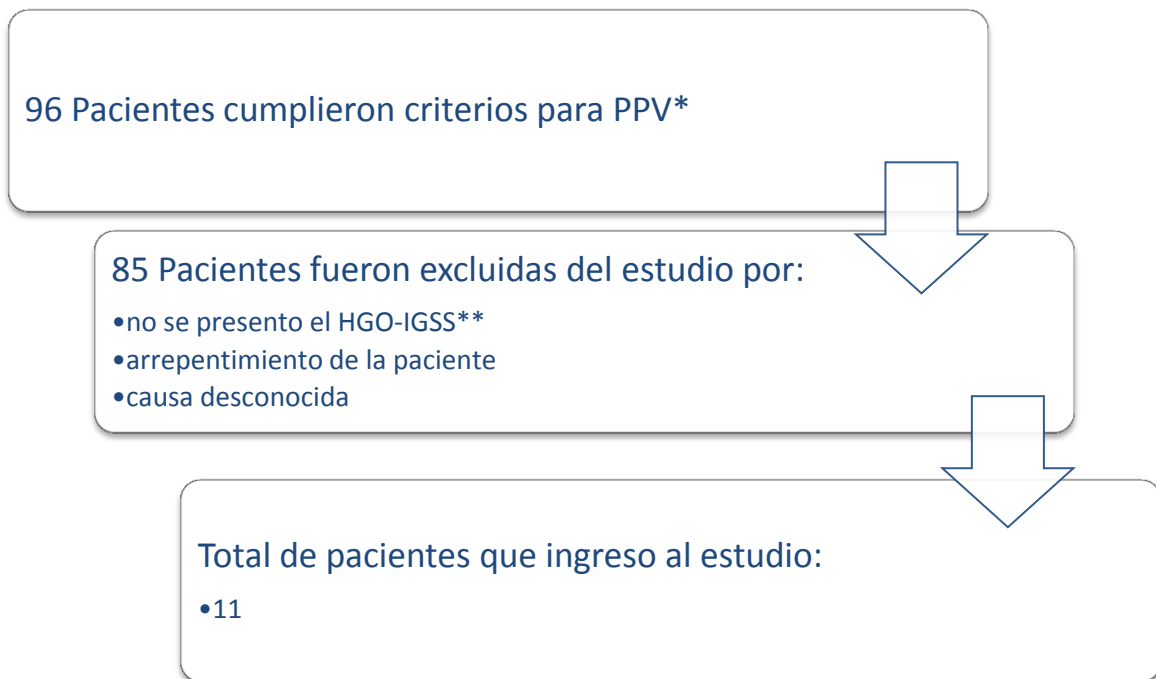 96 Pacientes cumplieron criterios para PPV*
85 Pacientes fueron excluidas del estudio por:
•no se presento el HGO-IGSS**
•arrepentimiento de la paciente
•causa desconocida
Total de pacientes que ingreso al estudio:
•11